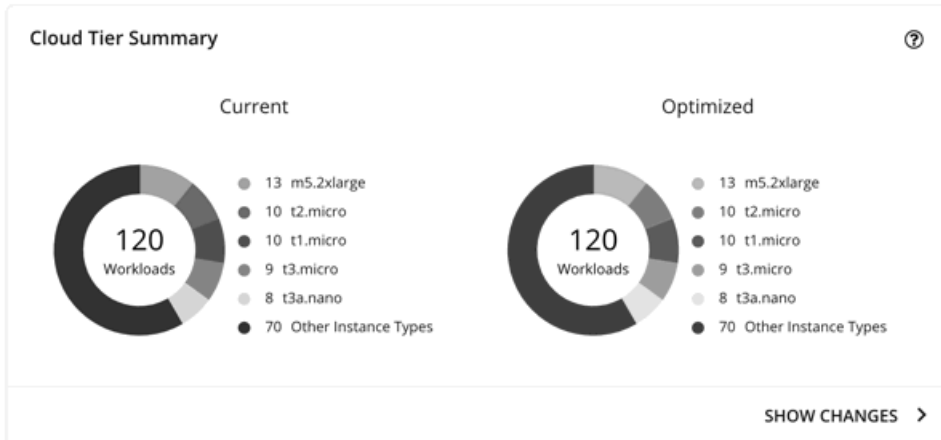 Cloud Tier Summary
Current
120
Workloads
13 m5.2xlarge
10 t2.micro
10 t1.micro
9 t3.micro
8 t3a.nano
70 Other Instance Types
Optimized
120
Workloads
13 m5.2xlarge
10 t2.micro
10 t1.micro
9 t3.micro
8 t3a.nano
70 Other Instance Types
SHOW CHANGES